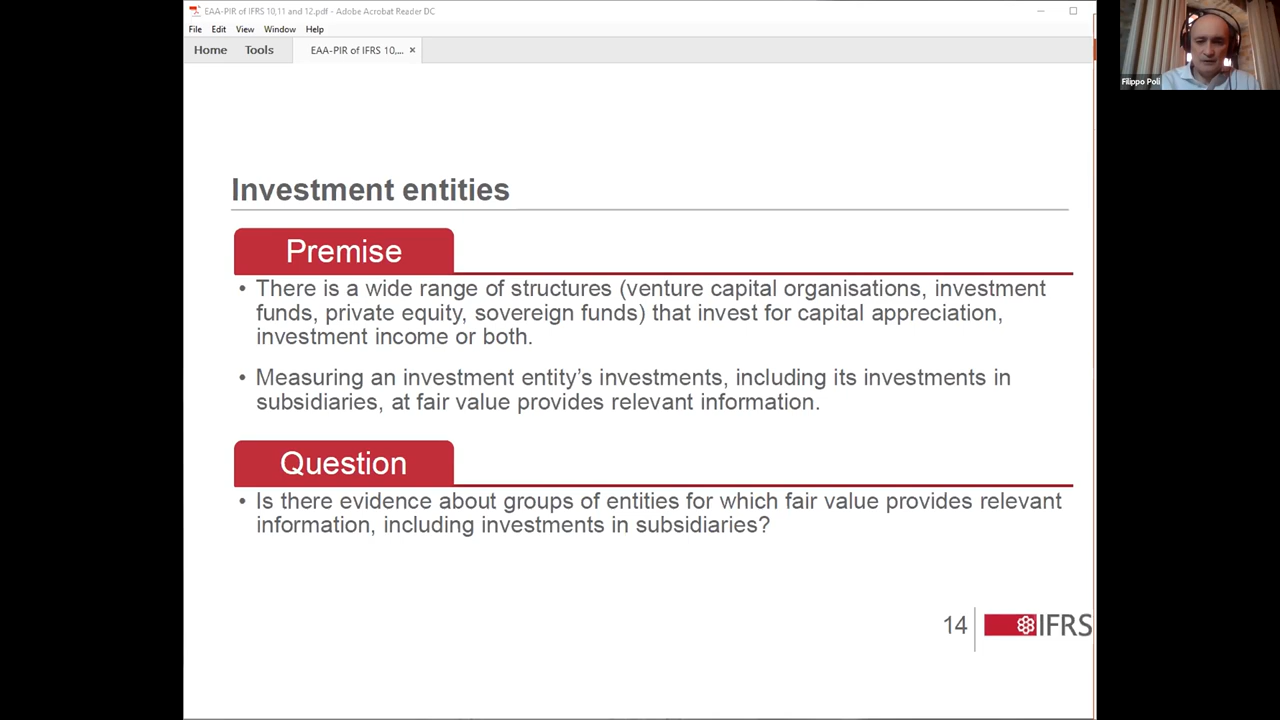 EAA-PIR of IFRS 10,11 and 12.pdf - Adobe Acrobat Reader DC
File Edit View Window Help
Home Tools EAA-PIR of IFRS 10,... ×
Filippo Poli
Investment entities
Premise
• There is a wide range of structures (venture capital organisations, investment
funds, private equity, sovereign funds) that invest for capital appreciation,
investment income or both.
• Measuring an investment entity’s investments, including its investments in
subsidiaries, at fair value provides relevant information.
Question
• Is there evidence about groups of entities for which fair value provides relevant
information, including investments in subsidiaries?
14
IFRS